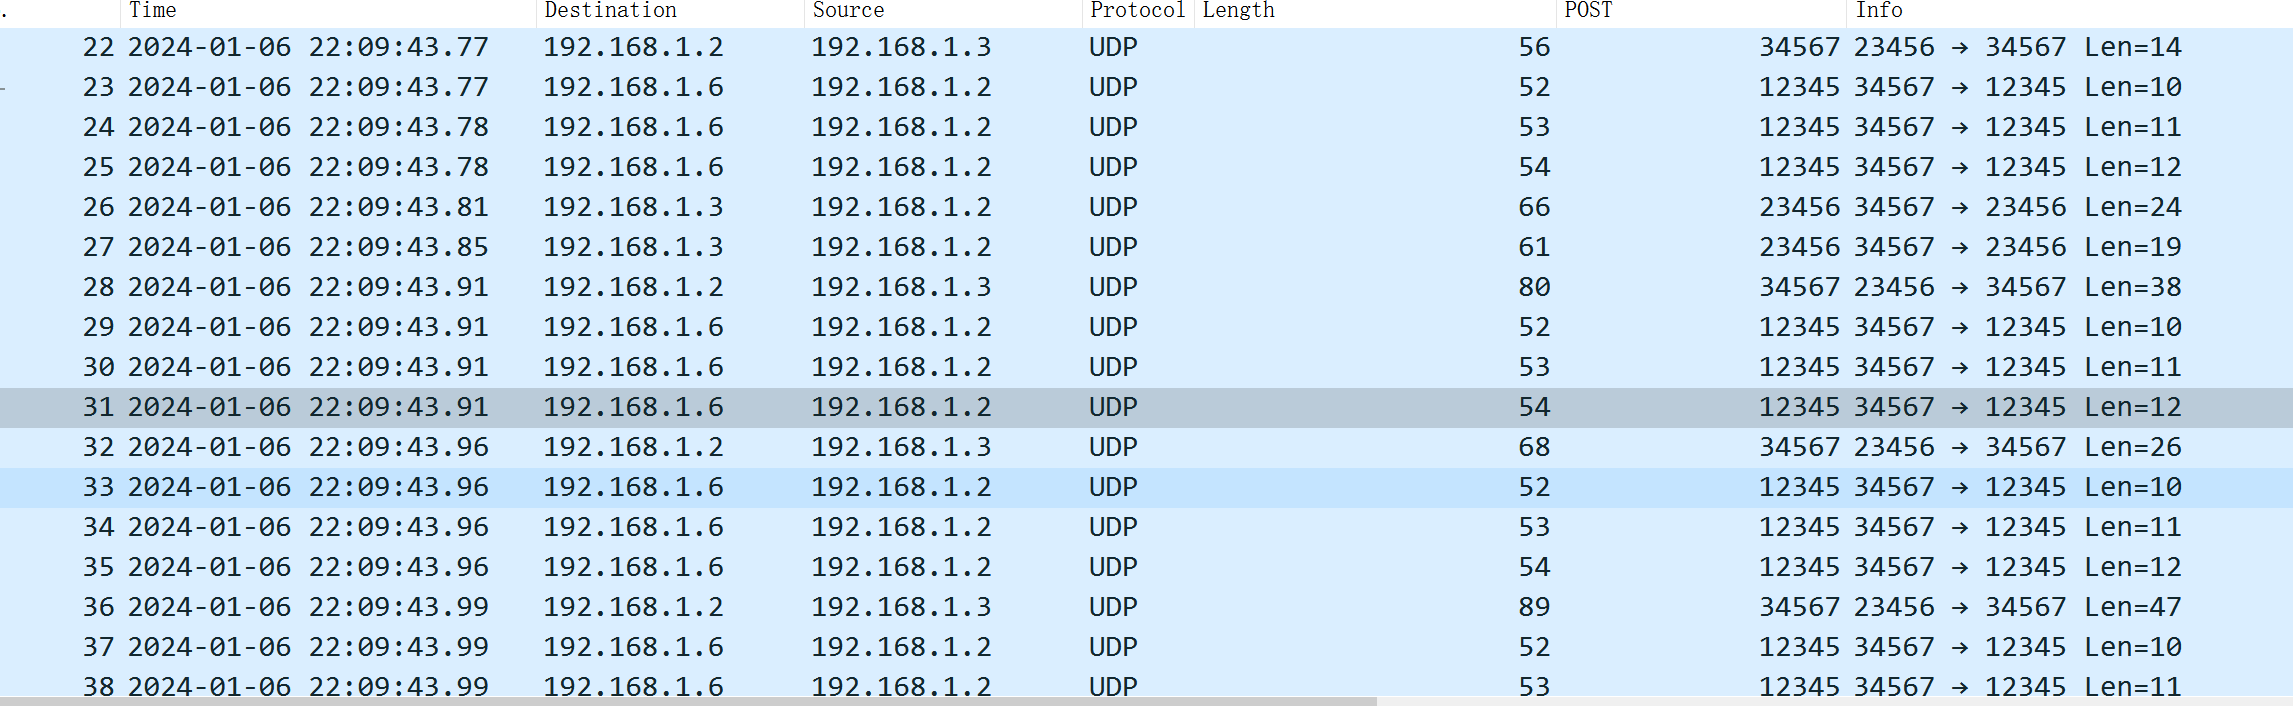 . Time Destination Source Protocol Length POST Info
22 2024-01-06 22:09:43.77 192.168.1.2 192.168.1.3 UDP 56 34567 23456 → 34567 Len=14
23 2024-01-06 22:09:43.77 192.168.1.6 192.168.1.2 UDP 52 12345 34567 → 12345 Len=10
24 2024-01-06 22:09:43.78 192.168.1.6 192.168.1.2 UDP 53 12345 34567 → 12345 Len=11
25 2024-01-06 22:09:43.78 192.168.1.6 192.168.1.2 UDP 54 12345 34567 → 12345 Len=12
26 2024-01-06 22:09:43.81 192.168.1.3 192.168.1.2 UDP 66 23456 34567 → 23456 Len=24
27 2024-01-06 22:09:43.85 192.168.1.3 192.168.1.2 UDP 61 23456 34567 → 23456 Len=19
28 2024-01-06 22:09:43.91 192.168.1.2 192.168.1.3 UDP 80 34567 23456 → 34567 Len=38
29 2024-01-06 22:09:43.91 192.168.1.6 192.168.1.2 UDP 52 12345 34567 → 12345 Len=10
30 2024-01-06 22:09:43.91 192.168.1.6 192.168.1.2 UDP 53 12345 34567 → 12345 Len=11
31 2024-01-06 22:09:43.91 192.168.1.6 192.168.1.2 UDP 54 12345 34567 → 12345 Len=12
32 2024-01-06 22:09:43.96 192.168.1.2 192.168.1.3 UDP 68 34567 23456 → 34567 Len=26
33 2024-01-06 22:09:43.96 192.168.1.6 192.168.1.2 UDP 52 12345 34567 → 12345 Len=10
34 2024-01-06 22:09:43.96 192.168.1.6 192.168.1.2 UDP 53 12345 34567 → 12345 Len=11
35 2024-01-06 22:09:43.96 192.168.1.6 192.168.1.2 UDP 54 12345 34567 → 12345 Len=12
36 2024-01-06 22:09:43.99 192.168.1.2 192.168.1.3 UDP 89 34567 23456 → 34567 Len=47
37 2024-01-06 22:09:43.99 192.168.1.6 192.168.1.2 UDP 52 12345 34567 → 12345 Len=10
38 2024-01-06 22:09:43.99 192.168.1.6 192.168.1.2 UDP 53 12345 34567 → 12345 Len=11